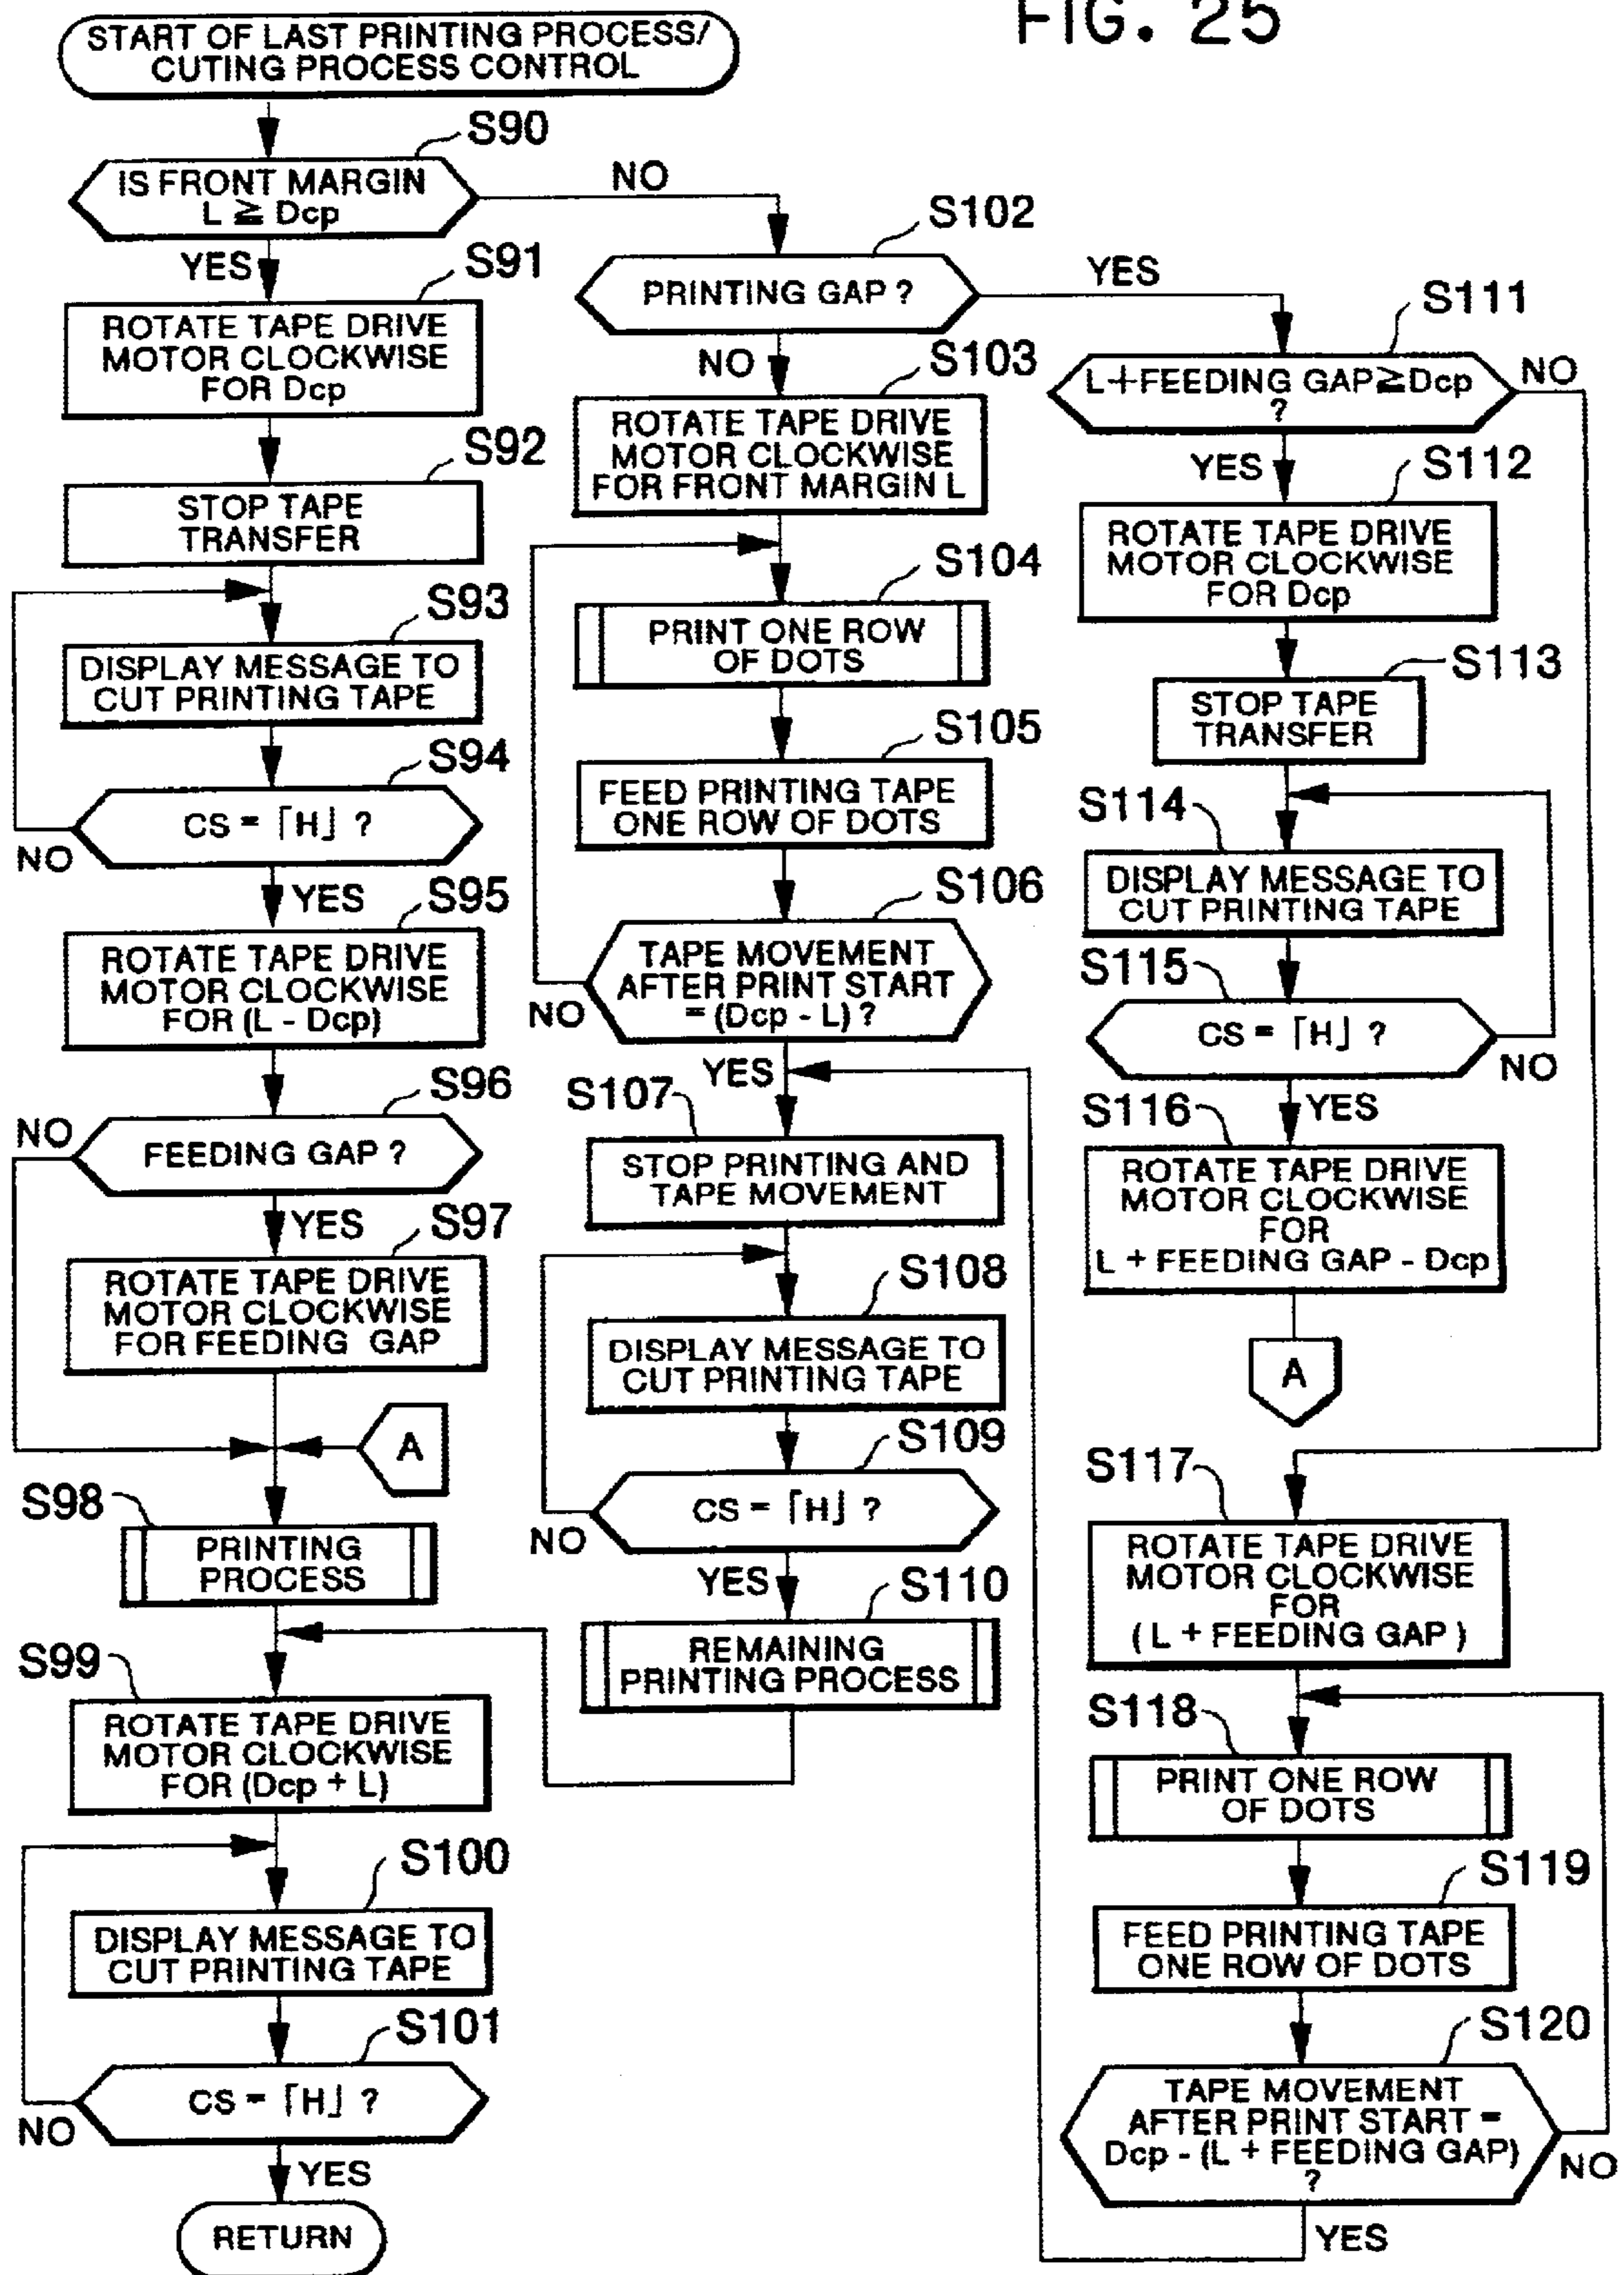 FIG. 25
START OF LAST PRINTING PROCESS/
CUTING PROCESS CONTROL
S90
IS FRONT MARGIN
L ≧ Dcp
NO
YES
S91
ROTATE TAPE DRIVE
MOTOR CLOCKWISE
FOR Dcp
S92
STOP TAPE
TRANSFER
S93
DISPLAY MESSAGE TO
CUT PRINTING TAPE
S94
CS = ⌈H⌋ ?
NO
YES
S95
ROTATE TAPE DRIVE
MOTOR CLOCKWISE
FOR (L - Dcp)
S96
NO
FEEDING GAP ?
YES
S97
ROTATE TAPE DRIVE
MOTOR CLOCKWISE
FOR FEEDING GAP
A
S98
PRINTING
PROCESS
S99
ROTATE TAPE DRIVE
MOTOR CLOCKWISE
FOR (Dcp + L)
S100
DISPLAY MESSAGE TO
CUT PRINTING TAPE
S101
CS = ⌈H⌋ ?
NO
YES
RETURN
S102
PRINTING GAP ?
YES
NO
S103
ROTATE TAPE DRIVE
MOTOR CLOCKWISE
FOR FRONT MARGIN L
S104
PRINT ONE ROW
OF DOTS
S105
FEED PRINTING TAPE
ONE ROW OF DOTS
S106
TAPE MOVEMENT
AFTER PRINT START
= (Dcp - L) ?
NO
YES
S107
STOP PRINTING AND
TAPE MOVEMENT
S108
DISPLAY MESSAGE TO
CUT PRINTING TAPE
S109
CS = ⌈H⌋ ?
NO
YES
S110
REMAINING
PRINTING PROCESS
S111
L+FEEDING GAP≧Dcp
?
NO
YES
S112
ROTATE TAPE DRIVE
MOTOR CLOCKWISE
FOR Dcp
S113
STOP TAPE
TRANSFER
S114
DISPLAY MESSAGE TO
CUT PRINTING TAPE
S115
CS = ⌈H⌋ ?
NO
YES
S116
ROTATE TAPE DRIVE
MOTOR CLOCKWISE
FOR
L + FEEDING GAP - Dcp
A
S117
ROTATE TAPE DRIVE
MOTOR CLOCKWISE
FOR
( L + FEEDING GAP )
S118
PRINT ONE ROW
OF DOTS
S119
FEED PRINTING TAPE
ONE ROW OF DOTS
S120
TAPE MOVEMENT
AFTER PRINT START =
Dcp - (L + FEEDING GAP)
?
NO
YES